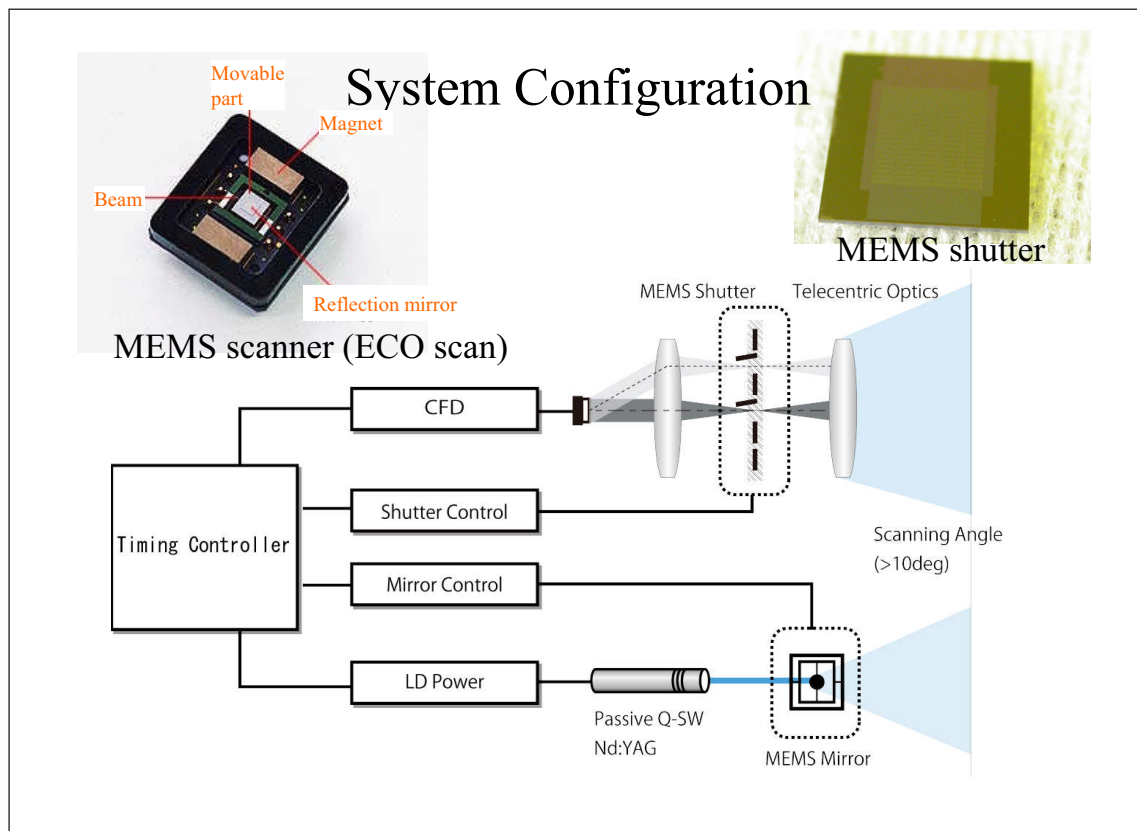 System Configuration
Movable
part
Magnet
Beam
Reflection mirror
MEMS scanner (ECO scan)
MEMS shutter
MEMS Shutter
Telecentric Optics
CFD
Shutter Control
Timing Controller
Mirror Control
LD Power
Scanning Angle
(>10deg)
Passive Q-SW
Nd:YAG
MEMS Mirror